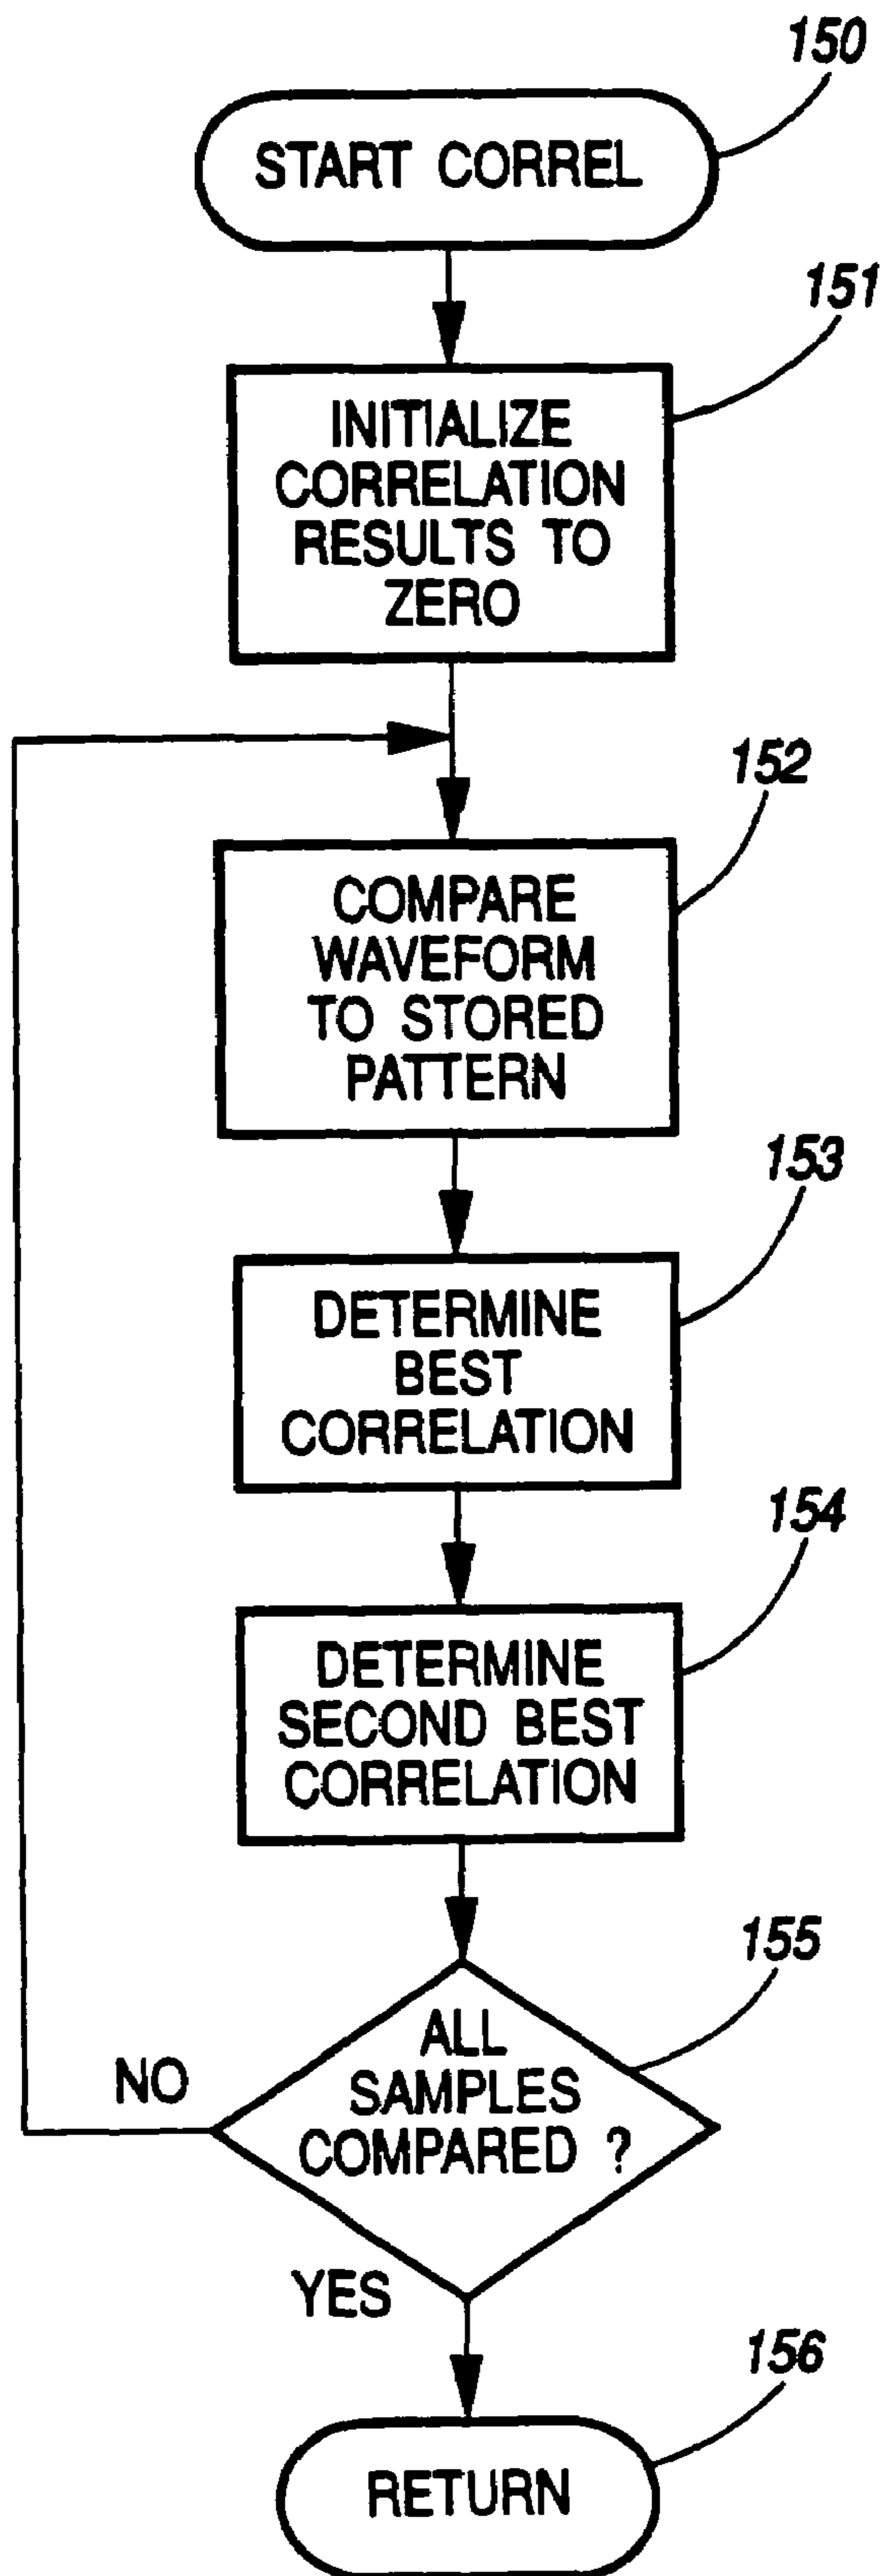 150
START CORREL
151
INITIALIZE
CORRELATION
RESULTS TO
ZERO
152
COMPARE
WAVEFORM
TO STORED
PATTERN
153
DETERMINE
BEST
CORRELATION
154
DETERMINE
SECOND BEST
CORRELATION
155
ALL
SAMPLES
COMPARED ?
NO
YES
156
RETURN